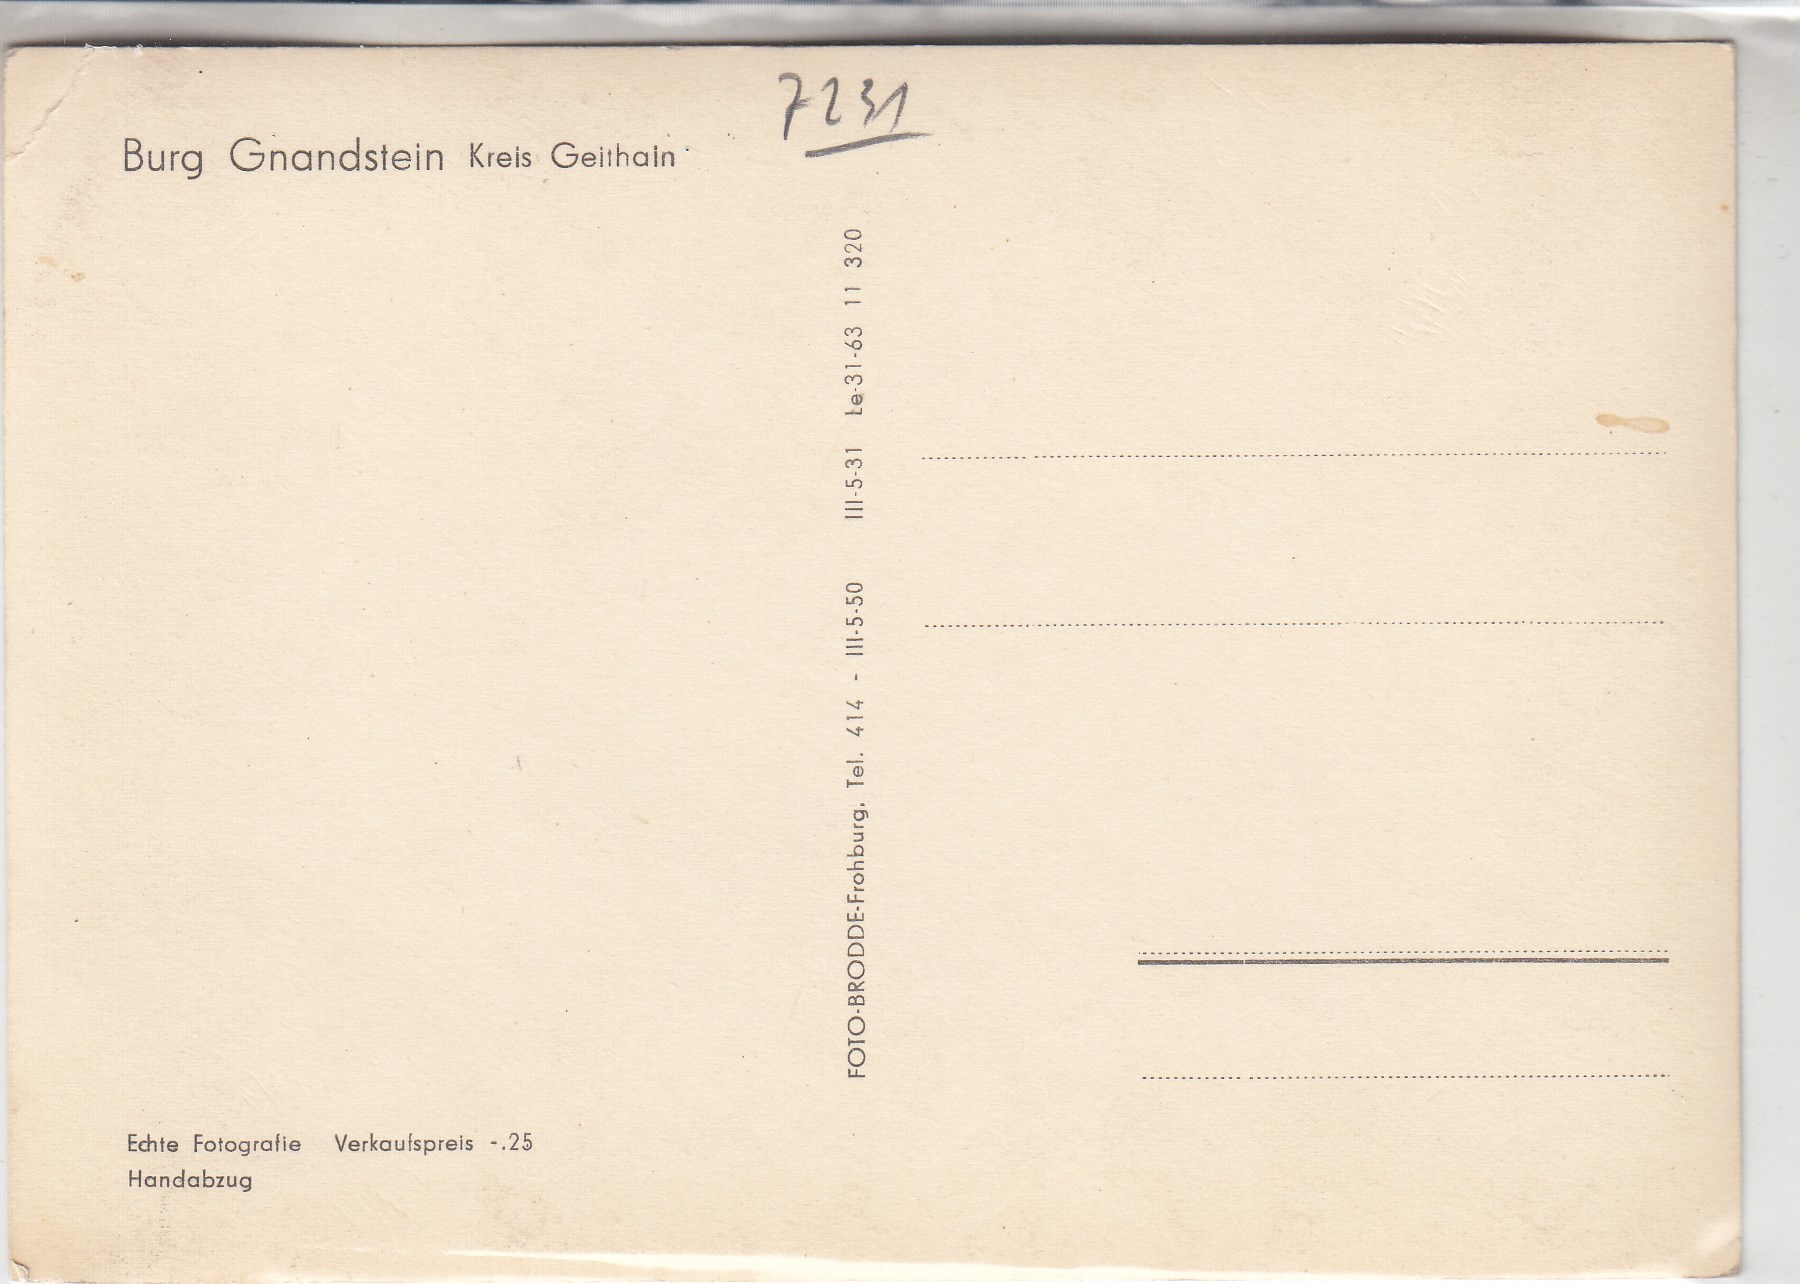 7231
Burg Gnandstein Kreis Geithain
FOTO-BRODDE-Frohburg, Tel. 414 - III-5-50 III-5-31 Le-31-63 11 320
Echte Fotografie Verkaufspreis -.25
Handabzug